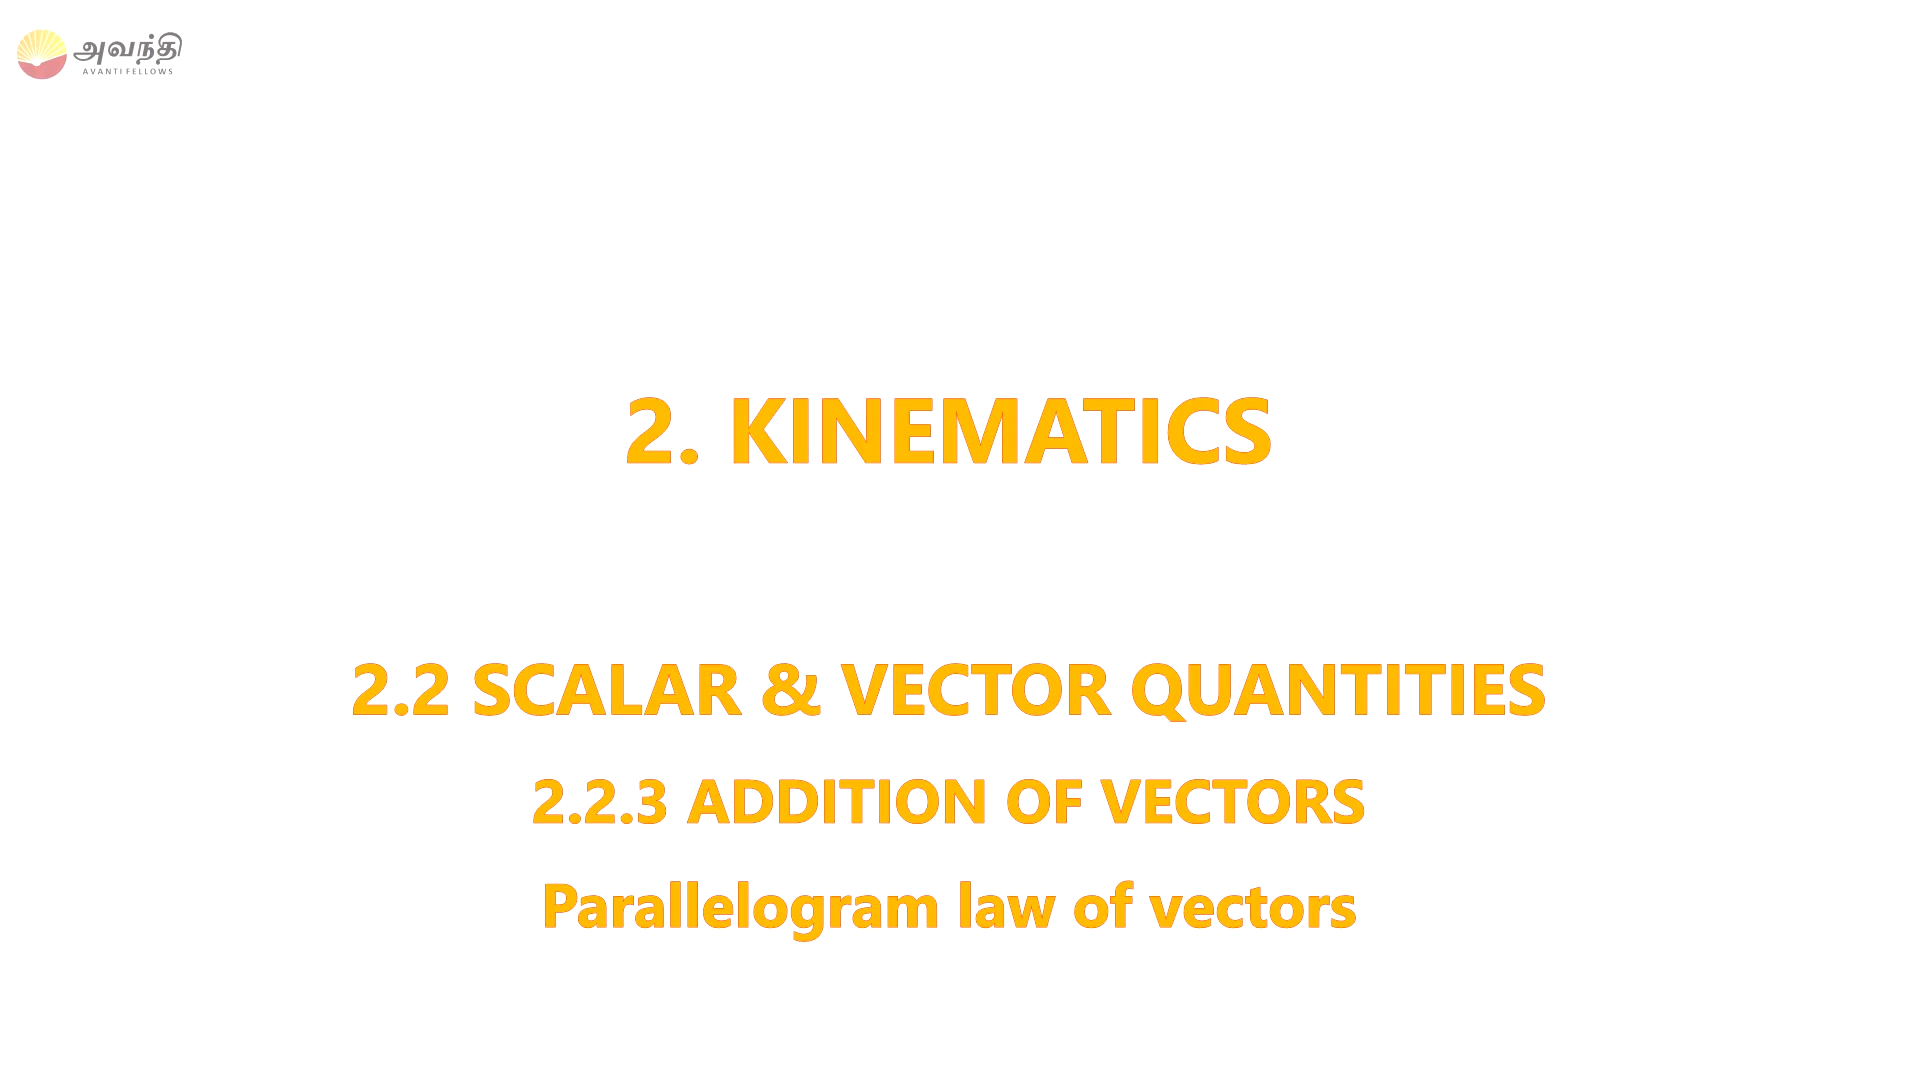 அவந்தி
AVANTI FELLOWS
2. KINEMATICS
2.2 SCALAR & VECTOR QUANTITIES
2.2.3 ADDITION OF VECTORS
Parallelogram law of vectors